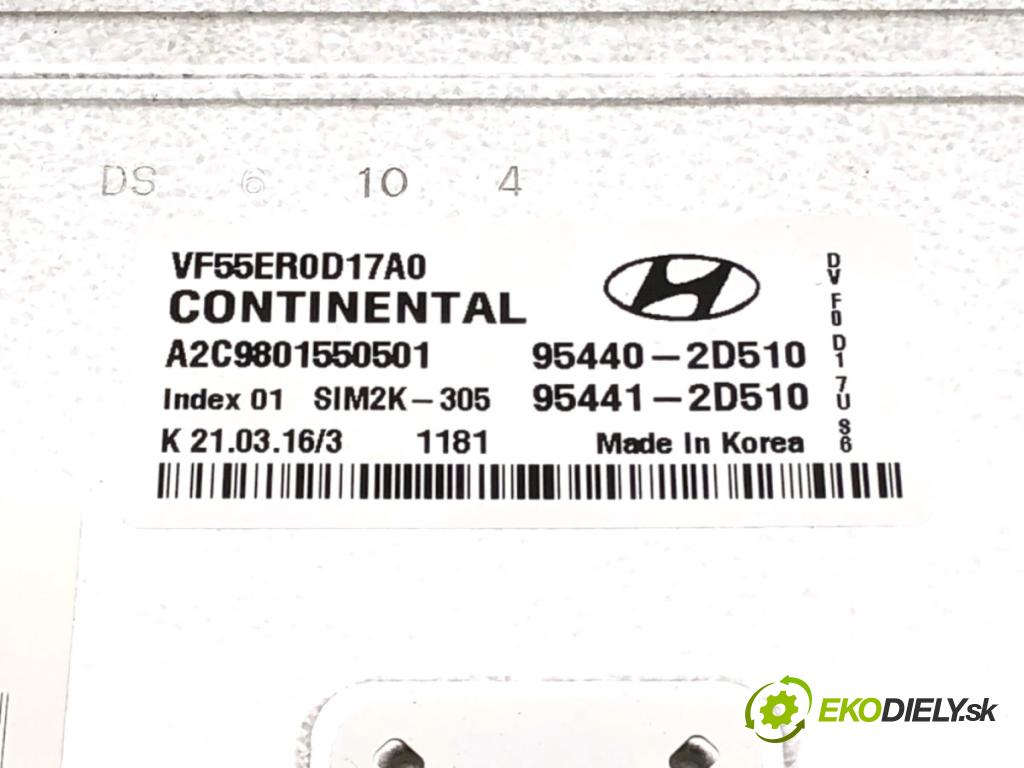 DS 6 10 4
VF55ER0D17A0
CONTINENTAL
A2C9801550501 95440-2D510
Index 01 SIM2K-305 95441-2D510
K 21.03.16/3 1181 Made In Korea
DV F0 D1 7U S6
EKODIELY.sk